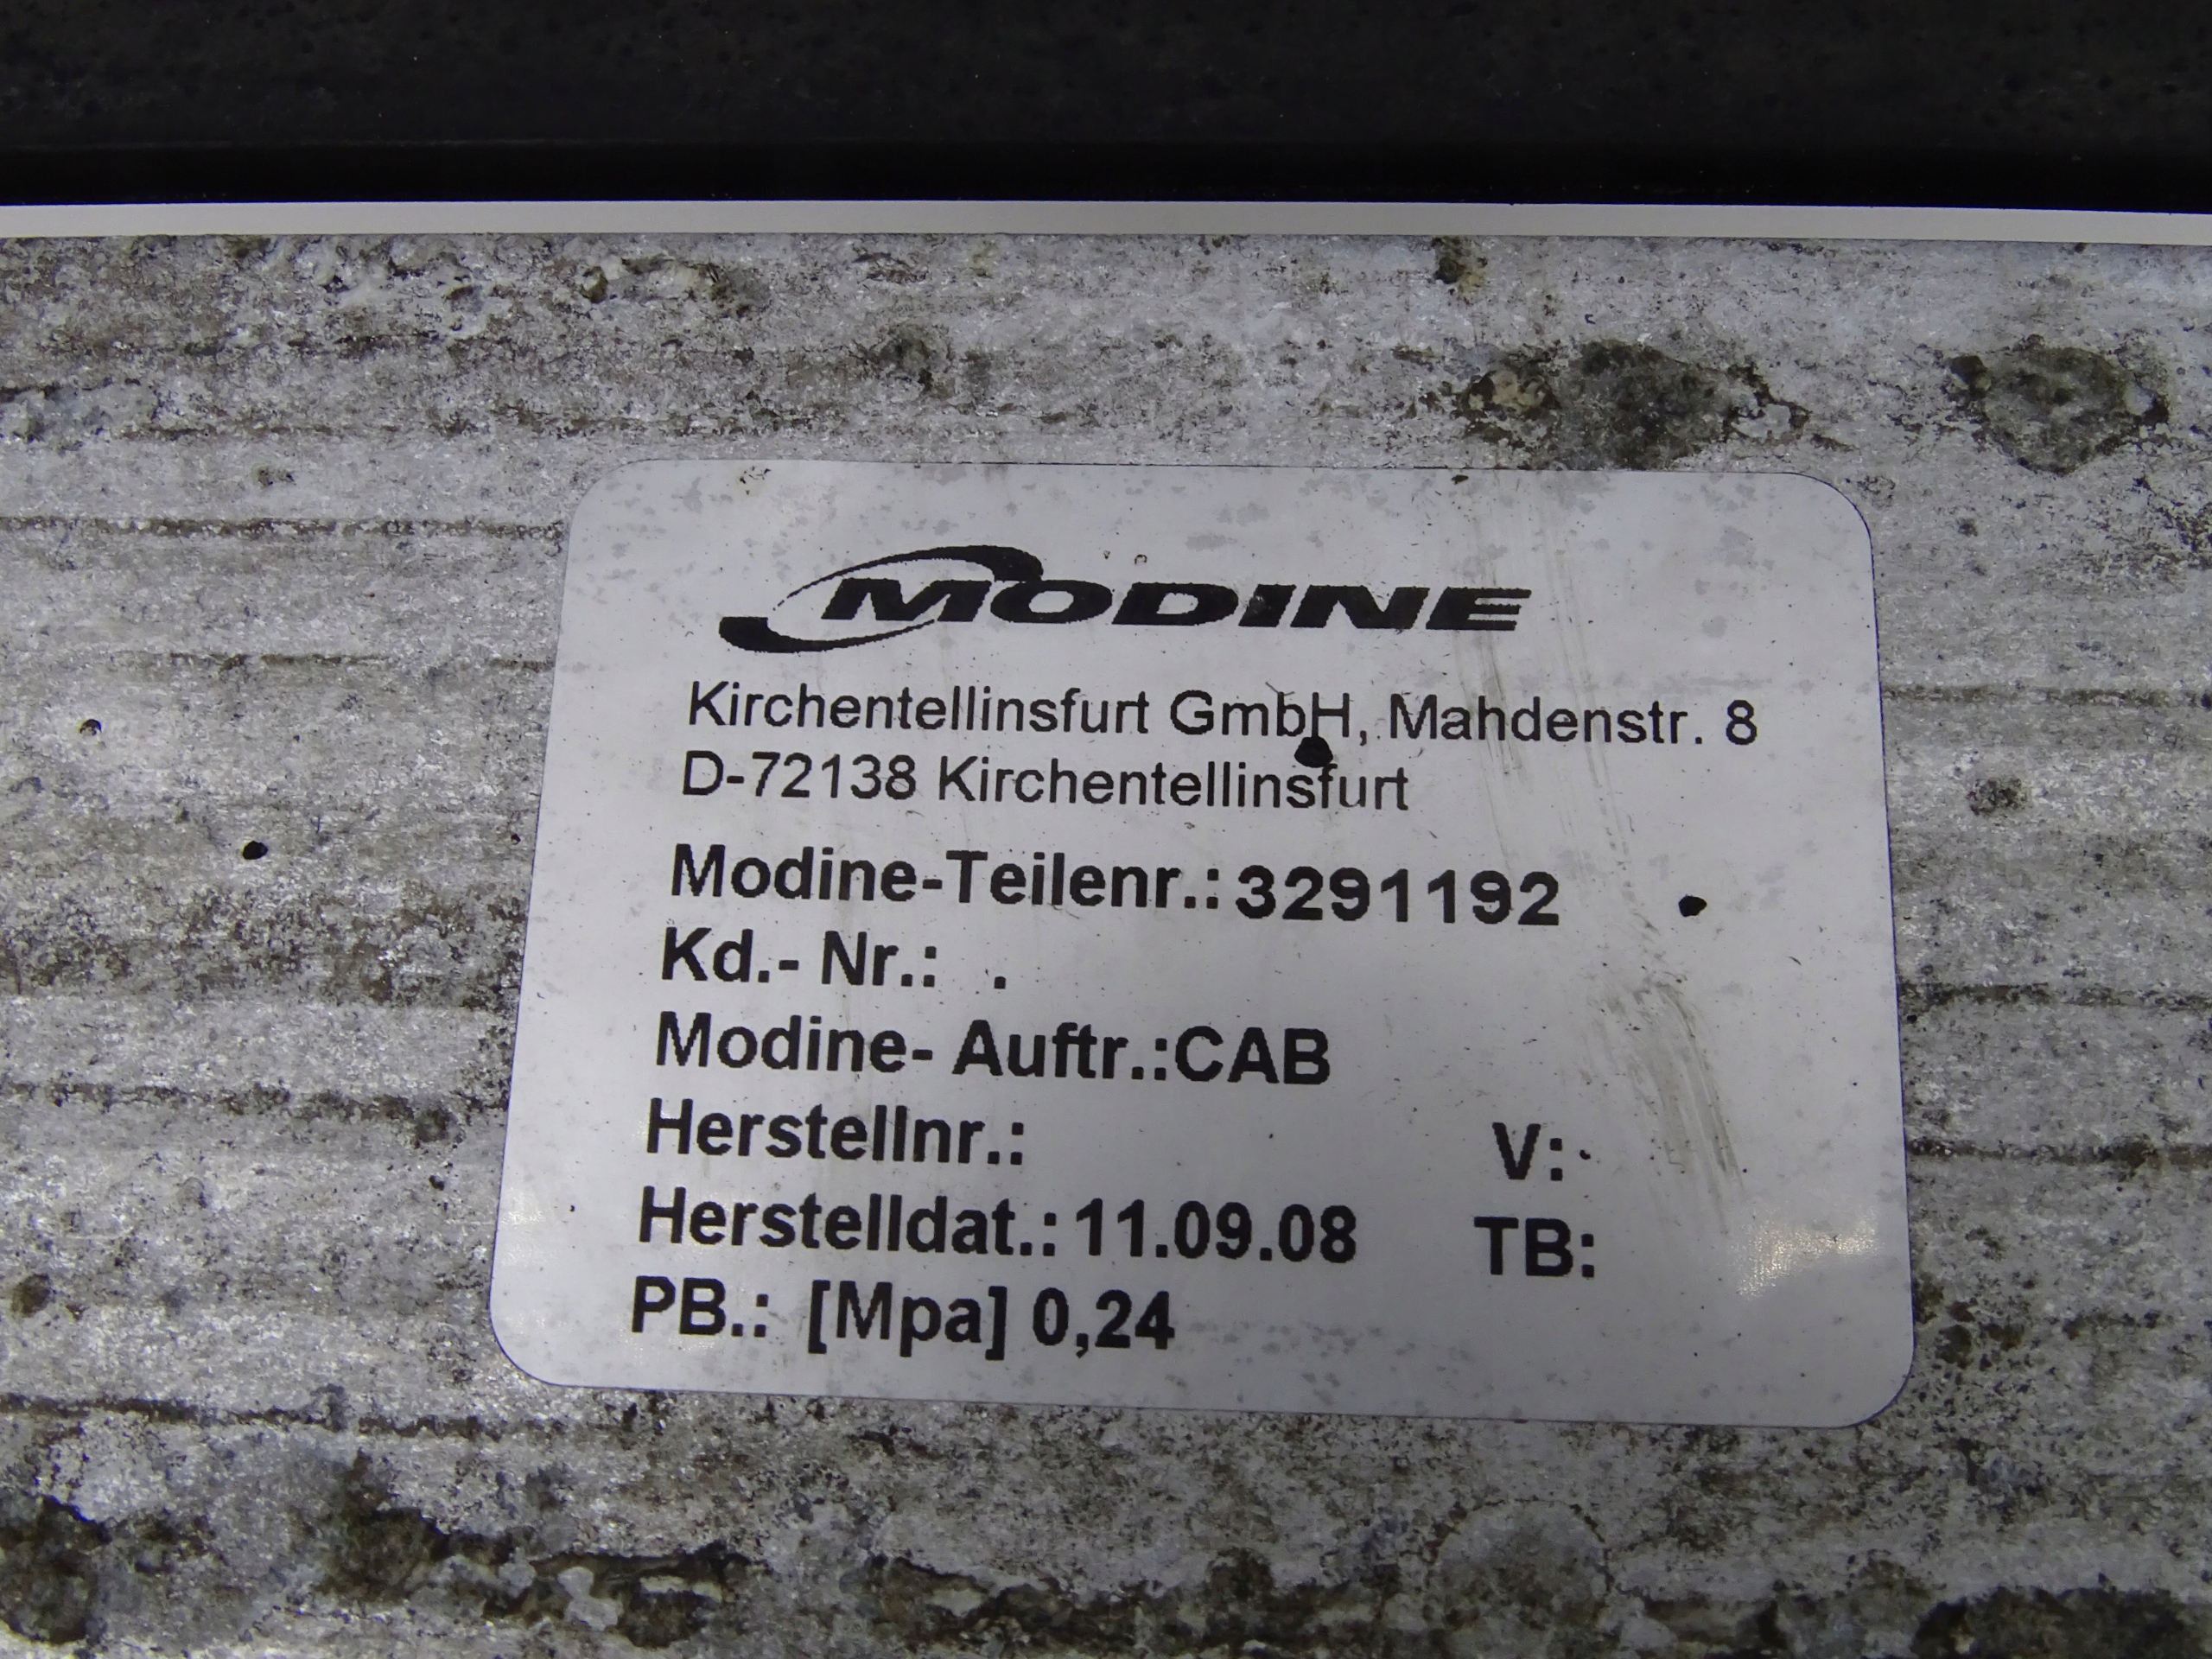 MODINE
Kirchentellinsfurt GmbH, Mahdenstr. 8
D-72138 Kirchentellinsfurt
Modine-Teilenr.:3291192
Kd.- Nr.: .
Modine- Auftr.:CAB
Herstellnr.: V:
Herstelldat.: 11.09.08 TB:
PB.: [Mpa] 0,24